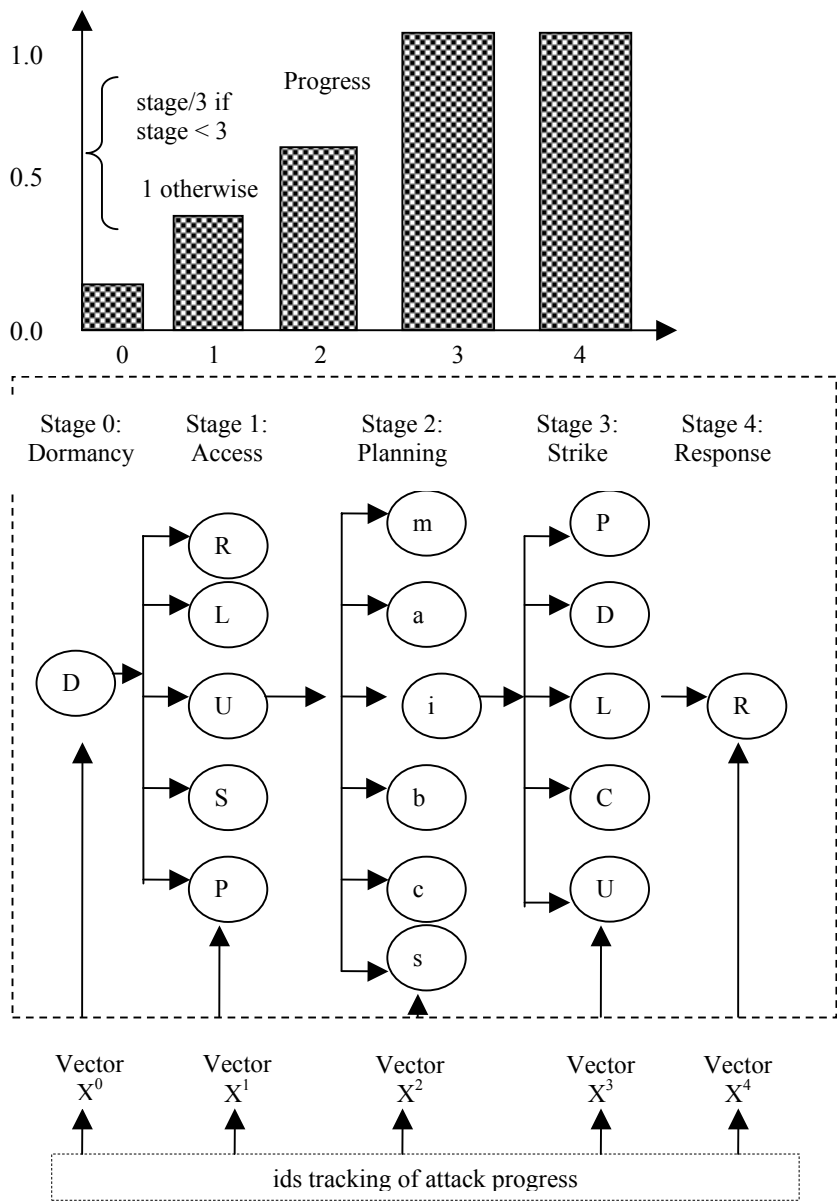 1.0
Progress
stage/3 if
stage < 3
0.5
1 otherwise
0.0
0 1 2 3 4
Stage 0: Stage 1: Stage 2: Stage 3: Stage 4:
Dormancy Access Planning Strike Response
R m P
L a D
D U i L R
S b C
P c U
s
Vector Vector Vector Vector Vector
X⁰ X¹ X² X³ X⁴
ids tracking of attack progress